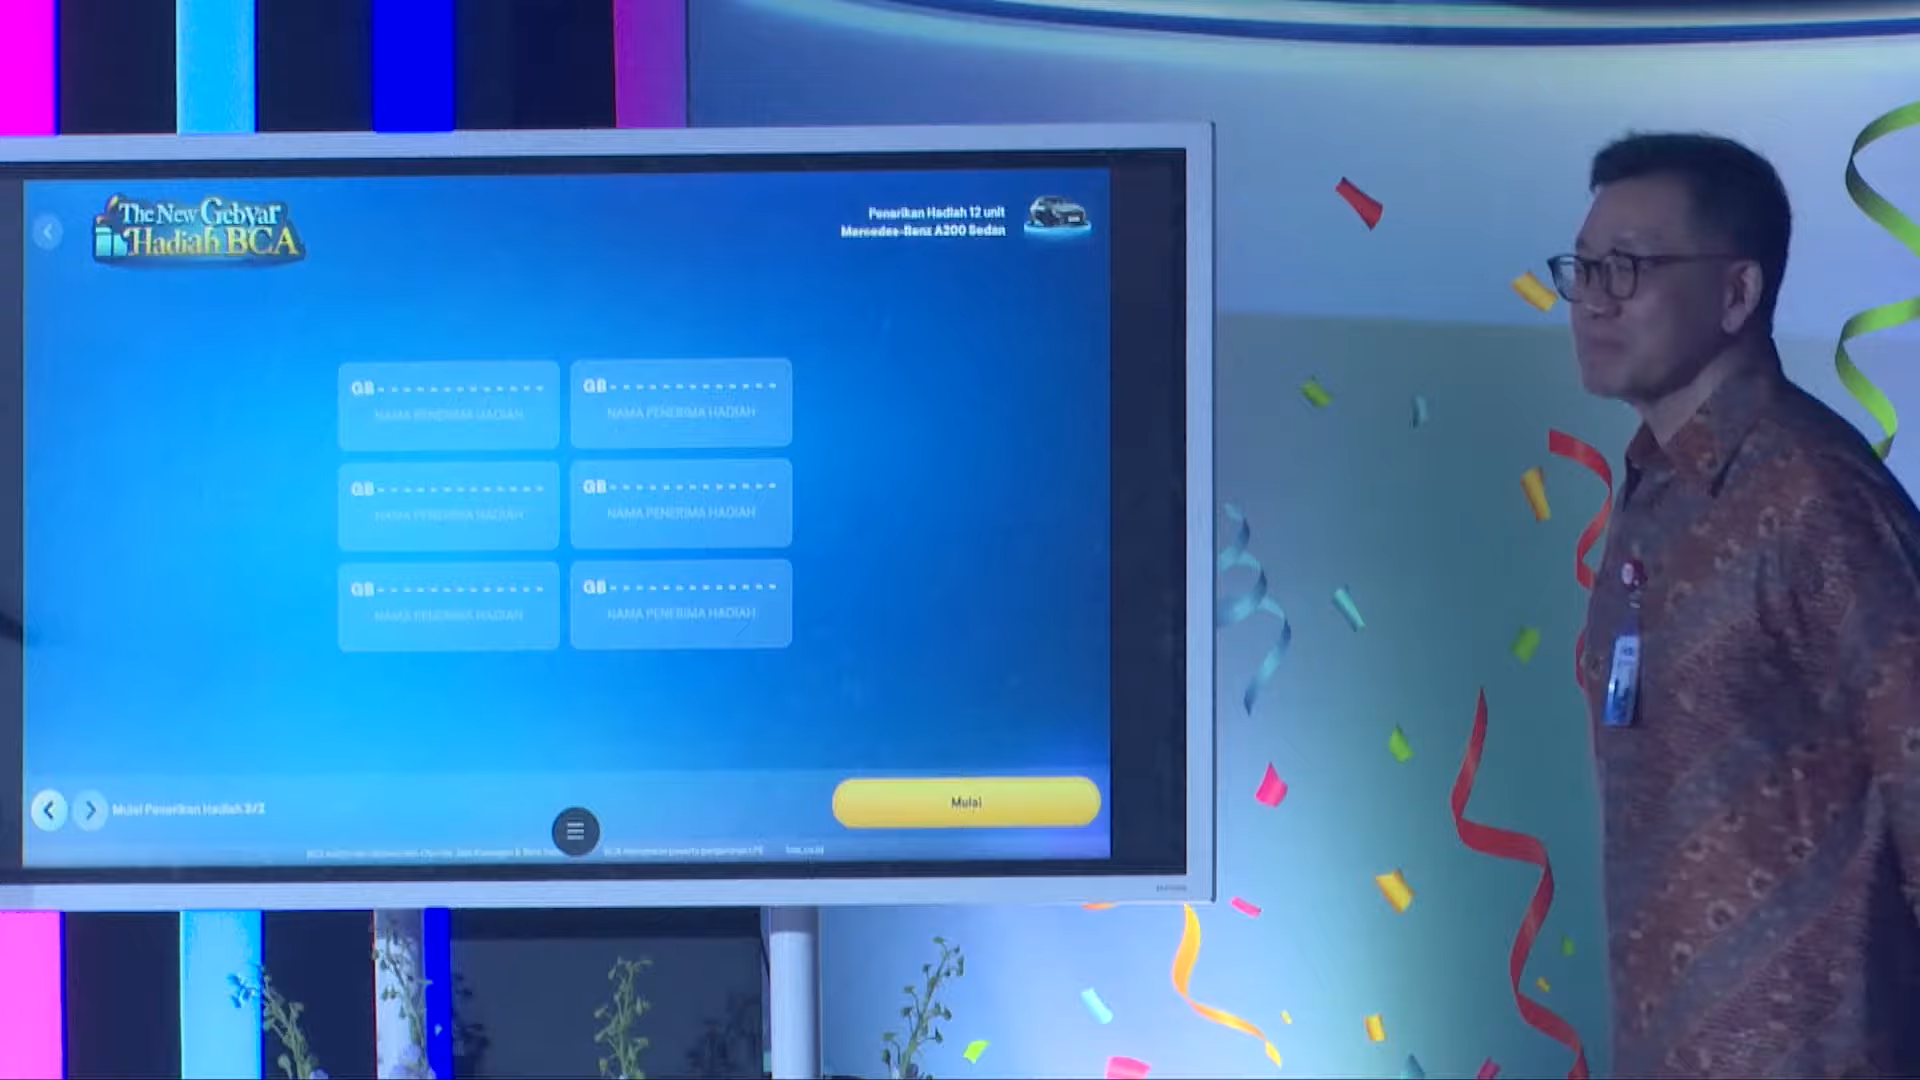 The New Gebyar
Hadiah BCA
Penarikan Hadiah 12 unit
Mercedes-Benz A200 Sedan
GB-------------
NAMA PENERIMA HADIAH
GB-------------
NAMA PENERIMA HADIAH
GB-------------
NAMA PENERIMA HADIAH
GB-------------
NAMA PENERIMA HADIAH
GB-------------
NAMA PENERIMA HADIAH
GB-------------
NAMA PENERIMA HADIAH
Mulai Penarikan Hadiah 2/2
Mulai